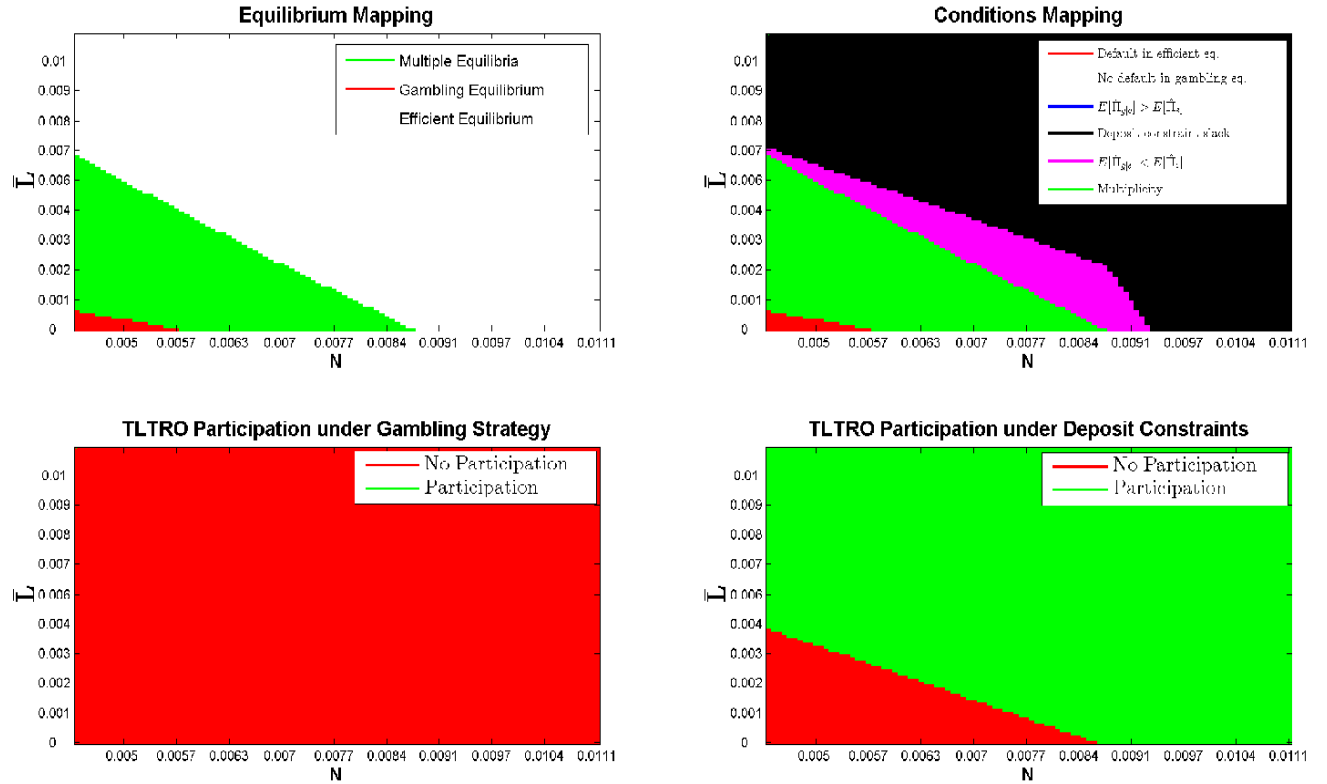 Equilibrium Mapping
0.01
0.009
0.008
0.007
0.006
0.005
0.004
0.003
0.002
0.001
0
L̅
Multiple Equilibria
Gambling Equilibrium
Efficient Equilibrium
0.005 0.0057 0.0063 0.007 0.0077 0.0084 0.0091 0.0097 0.0104 0.0111
N
Conditions Mapping
0.01
0.009
0.008
0.007
0.006
0.005
0.004
0.003
0.002
0.001
0
L̅
Default in efficient eq.
No default in gambling eq.
Deposit constraint slack
Multiplicity
0.005 0.0057 0.0063 0.007 0.0077 0.0084 0.0091 0.0097 0.0104 0.0111
N
TLTRO Participation under Gambling Strategy
0.01
0.009
0.008
0.007
0.006
0.005
0.004
0.003
0.002
0.001
0
L̅
No Participation
Participation
0.005 0.0057 0.0063 0.007 0.0077 0.0084 0.0091 0.0097 0.0104 0.0111
N
TLTRO Participation under Deposit Constraints
0.01
0.009
0.008
0.007
0.006
0.005
0.004
0.003
0.002
0.001
0
L̅
No Participation
Participation
0.005 0.0057 0.0063 0.007 0.0077 0.0084 0.0091 0.0097 0.0104 0.0111
N